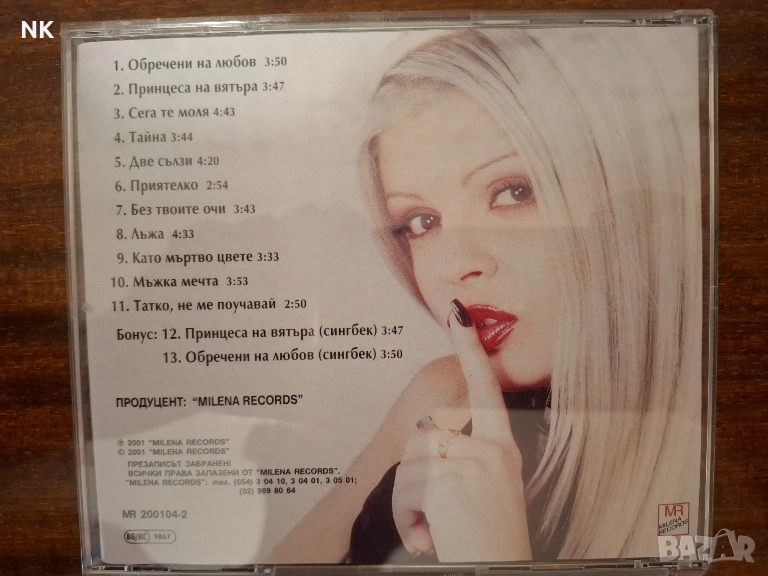 NK
1. Обречени на любов 3:50
2. Принцеса на вятъра 3:47
3. Сега те моля 4:43
4. Тайна 3:44
5. Две сълзи 4:20
6. Приятелко 2:54
7. Без твоите очи 3:43
8. Лъжа 4:33
9. Като мъртво цвете 3:33
10. Мъжка мечта 3:53
11. Татко, не ме поучавай 2:50
Бонус: 12. Принцеса на вятъра (сингбек) 3:47
13. Обречени на любов (сингбек) 3:50
ПРОДУЦЕНТ: "MILENA RECORDS"
℗ 2001 "MILENA RECORDS"
© 2001 "MILENA RECORDS"
ПРЕЗАПИСЪТ ЗАБРАНЕН!
ВСИЧКИ ПРАВА ЗАПАЗЕНИ ОТ "MILENA RECORDS".
"MILENA RECORDS": тел. (054) 3 04 10, 3 04 01, 3 05 01;
(02) 989 80 64
MR 200104-2
BG/MC 9867
MR
MILENA
RECORDS
BAZAR